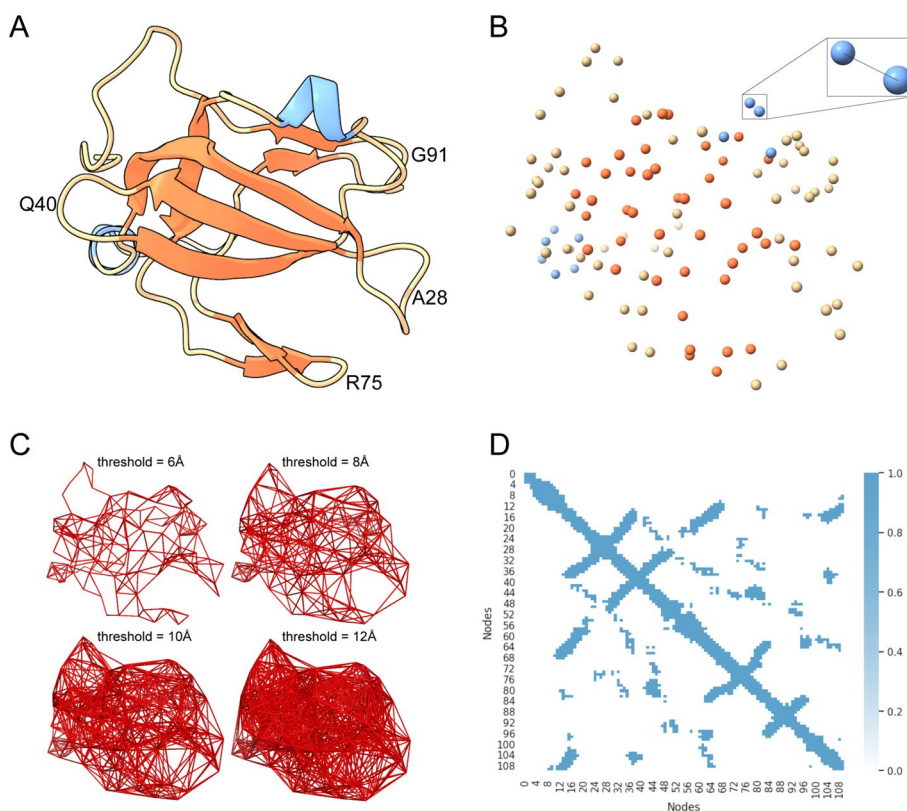 A
B
G91
Q40
A28
R75
C
D
threshold = 6Å
threshold = 8Å
threshold = 10Å
threshold = 12Å
Nodes
0
4
8
12
16
20
24
28
32
36
40
44
48
52
56
60
64
68
72
76
80
84
88
92
96
100
104
108
0 4 8 12 16 20 24 28 32 36 40 44 48 52 56 60 64 68 72 76 80 84 88 92 96 100 104 108
Nodes
1.0
0.8
0.6
0.4
0.2
0.0